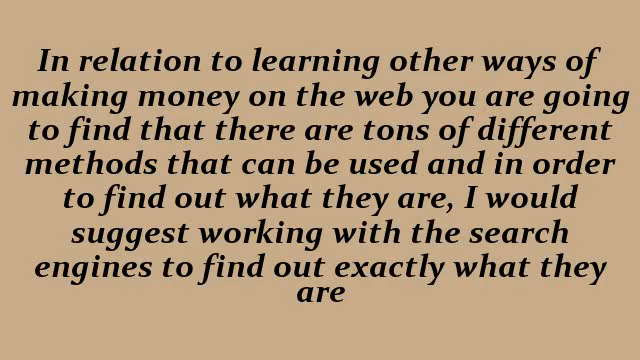 In relation to learning other ways of
making money on the web you are going
to find that there are tons of different
methods that can be used and in order
to find out what they are, I would
suggest working with the search
engines to find out exactly what they
are